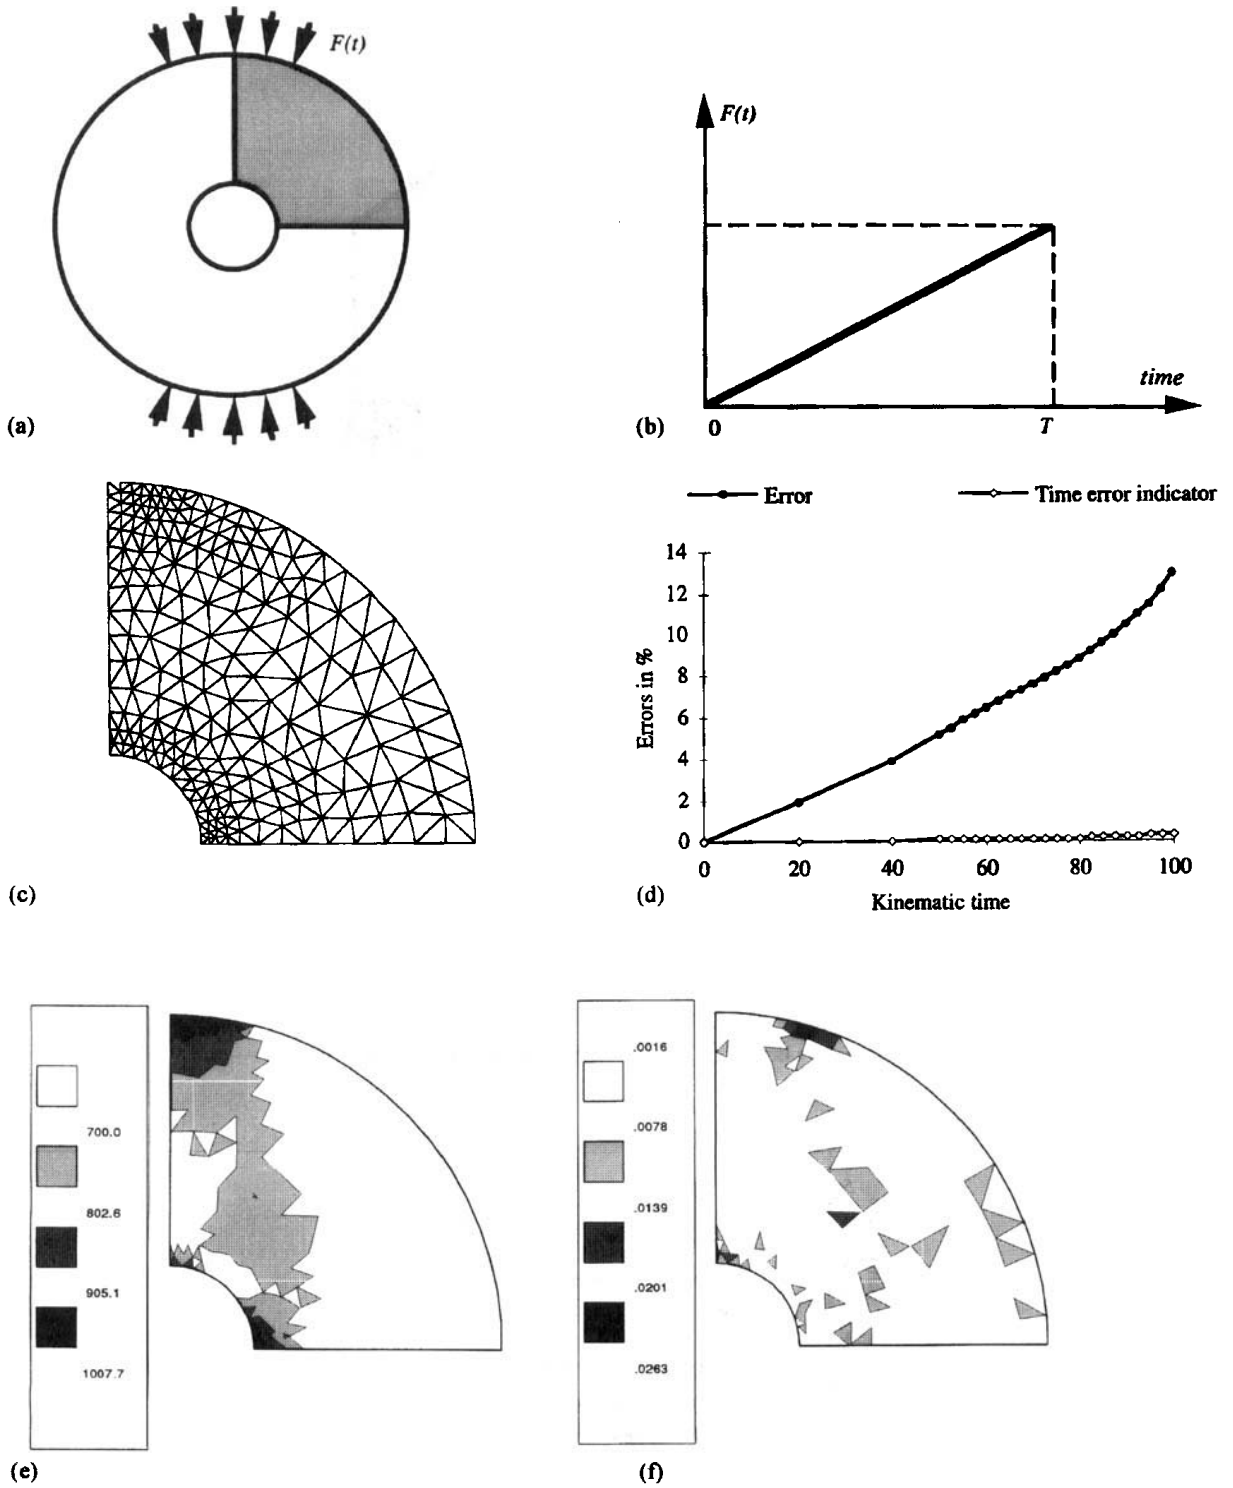 F(t)
(a)
F(t)
time
0
T
(b)
(c)
Error
Time error indicator
14
12
10
8
6
4
2
0
Errors in %
0
20
40
60
80
100
Kinematic time
(d)
700.0
802.6
905.1
1007.7
(e)
.0016
.0078
.0139
.0201
.0263
(f)